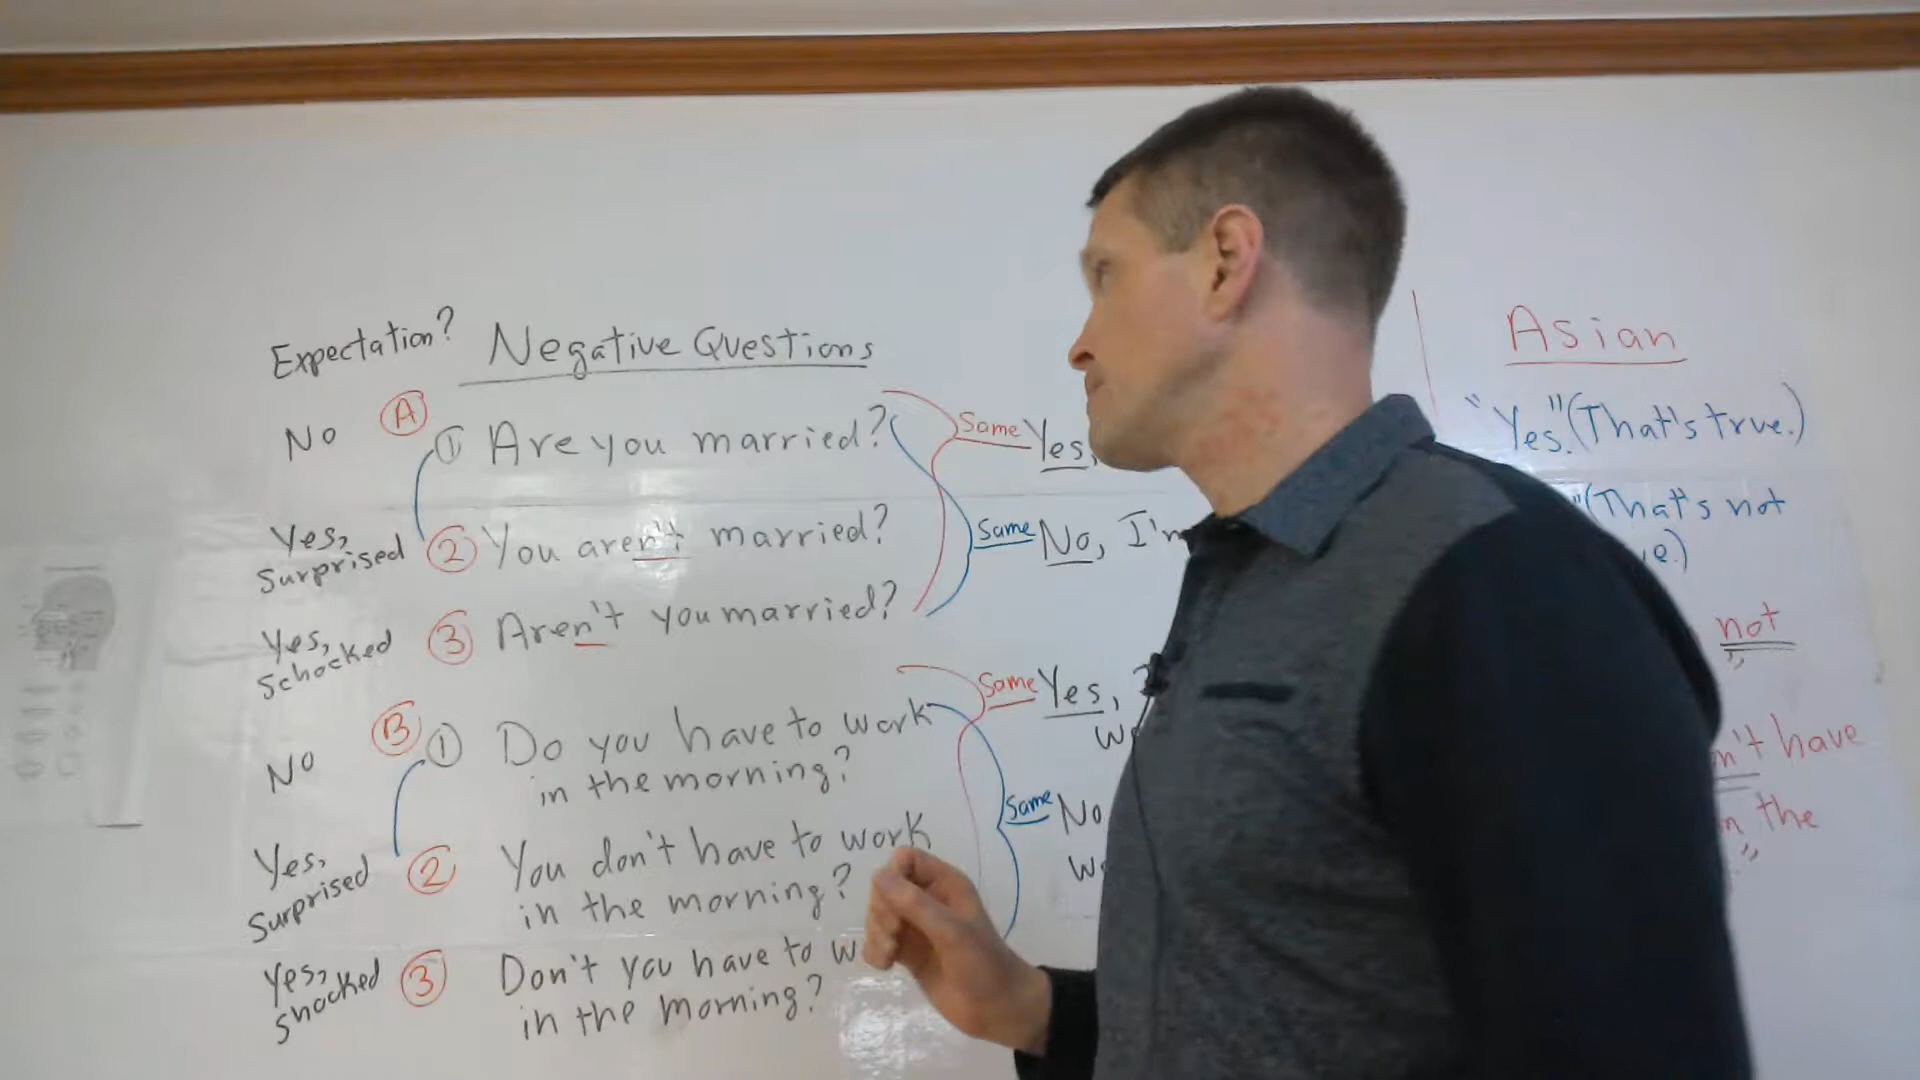 Expectation? Negative Questions
NO A ① Are you married?
Yes, Surprised ② You aren't married?
Yes, Schocked ③ Aren't you married?
Same Yes,
Same No, I'm
NO B ① Do you have to work
in the morning?
Yes, Surprised ② You don't have to work
in the morning?
Yes, shocked ③ Don't you have to
in the morning?
Same Yes,
Same No
Asian
"Yes." (That's true.)
" (That's not
not
have
the